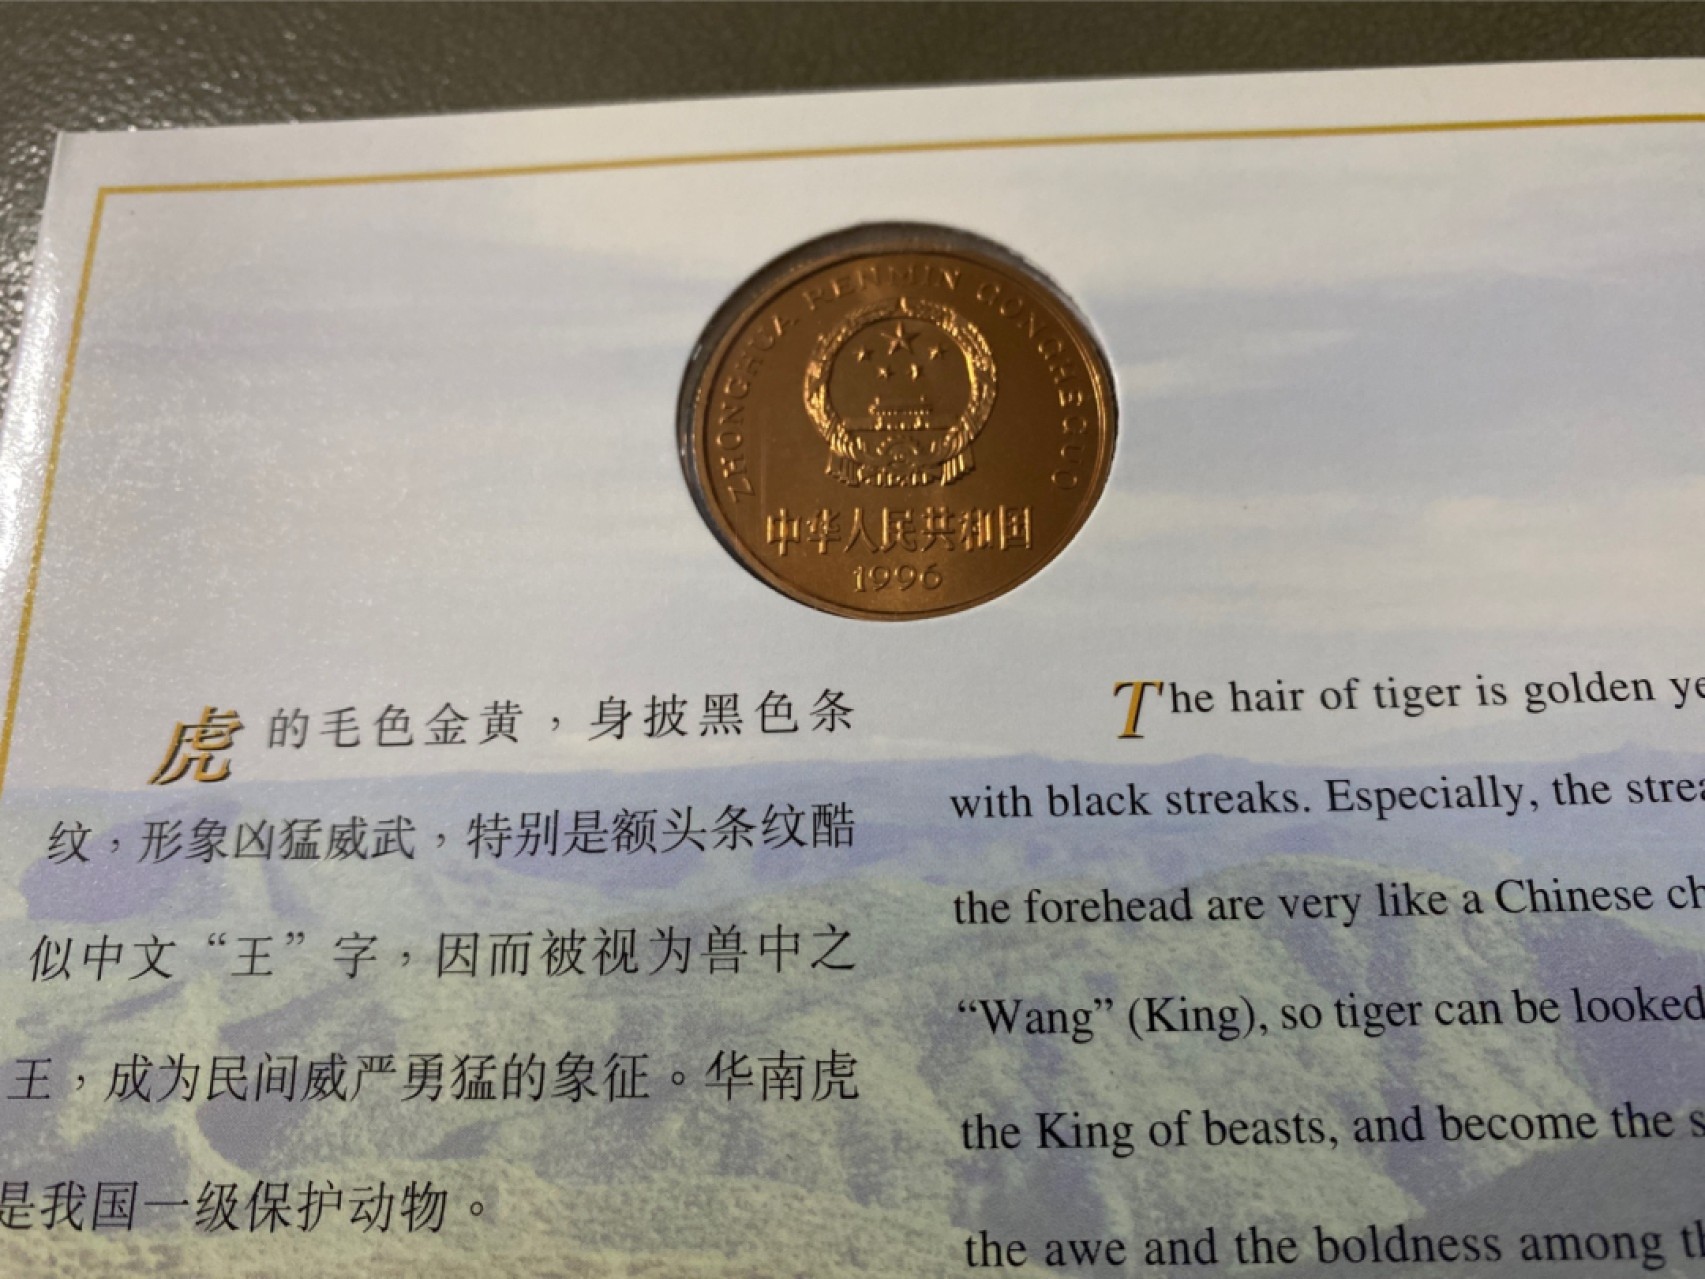 ZHONGHUA RENMIN GONGHEGUO
中华人民共和国
1996
虎的毛色金黄，身披黑色条
纹，形象凶猛威武，特别是额头条纹酷
似中文“王”字，因而被视为兽中之
王，成为民间威严勇猛的象征。华南虎
是我国一级保护动物。
The hair of tiger is golden ye
with black streaks. Especially, the strea
the forehead are very like a Chinese ch
“Wang” (King), so tiger can be looked
the King of beasts, and become the s
the awe and the boldness among th